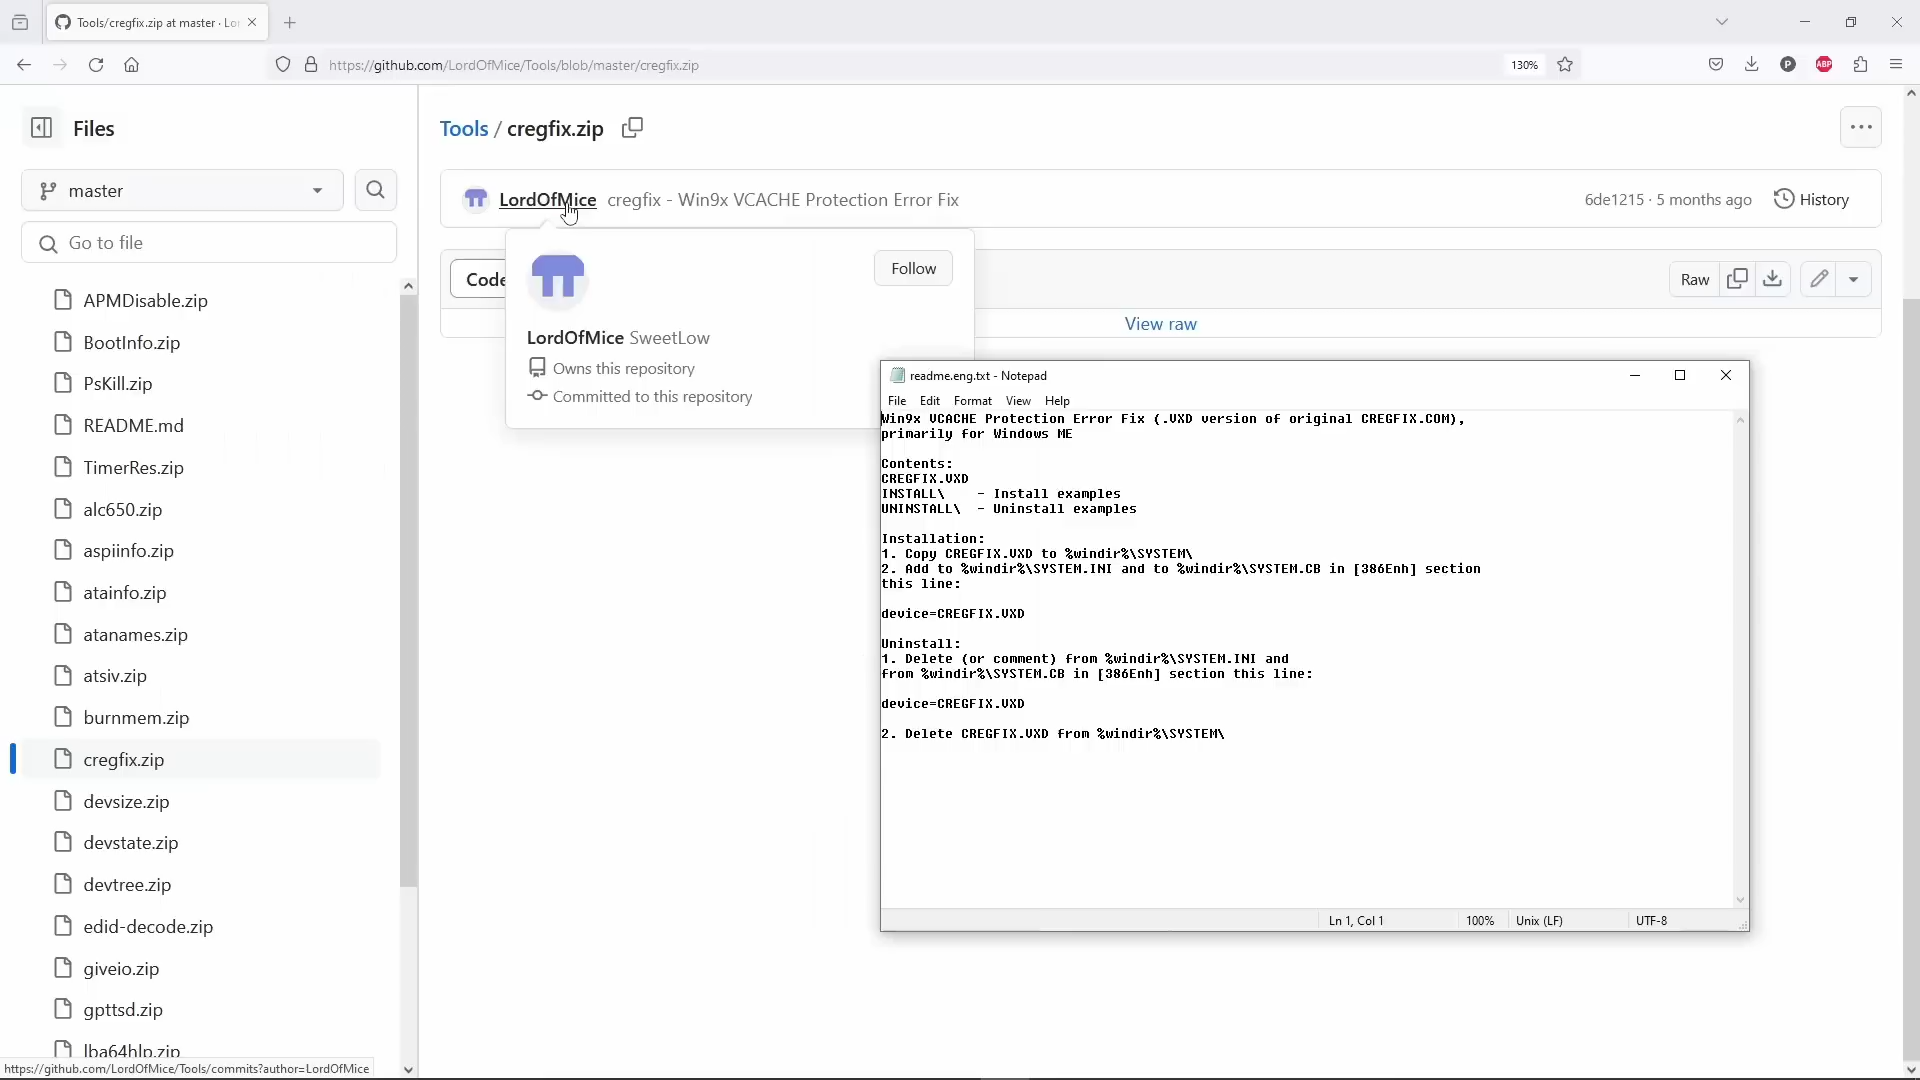 Tools/cregfix.zip at master · Lo
https://github.com/LordOfMice/Tools/blob/master/cregfix.zip
130%
P
ABP
Files
master
Go to file
APMDisable.zip
BootInfo.zip
PsKill.zip
README.md
TimerRes.zip
alc650.zip
aspiinfo.zip
atainfo.zip
atanames.zip
atsiv.zip
burnmem.zip
cregfix.zip
devsize.zip
devstate.zip
devtree.zip
edid-decode.zip
giveio.zip
gpttsd.zip
lba64hlp.zip
https://github.com/LordOfMice/Tools/commits?author=LordOfMice
Tools / cregfix.zip
LordOfMice cregfix - Win9x VCACHE Protection Error Fix
6de1215 · 5 months ago
History
Code
Raw
View raw
Follow
LordOfMice SweetLow
Owns this repository
Committed to this repository
readme.eng.txt - Notepad
File Edit Format View Help
Win9x VCACHE Protection Error Fix (.VXD version of original CREGFIX.COM),
primarily for Windows ME
Contents:
CREGFIX.VXD
INSTALL\ - Install examples
UNINSTALL\ - Uninstall examples
Installation:
1. Copy CREGFIX.VXD to %windir%\SYSTEM\
2. Add to %windir%\SYSTEM.INI and to %windir%\SYSTEM.CB in [386Enh] section
this line:
device=CREGFIX.VXD
Uninstall:
1. Delete (or comment) from %windir%\SYSTEM.INI and
from %windir%\SYSTEM.CB in [386Enh] section this line:
device=CREGFIX.VXD
2. Delete CREGFIX.VXD from %windir%\SYSTEM\
Ln 1, Col 1
100%
Unix (LF)
UTF-8